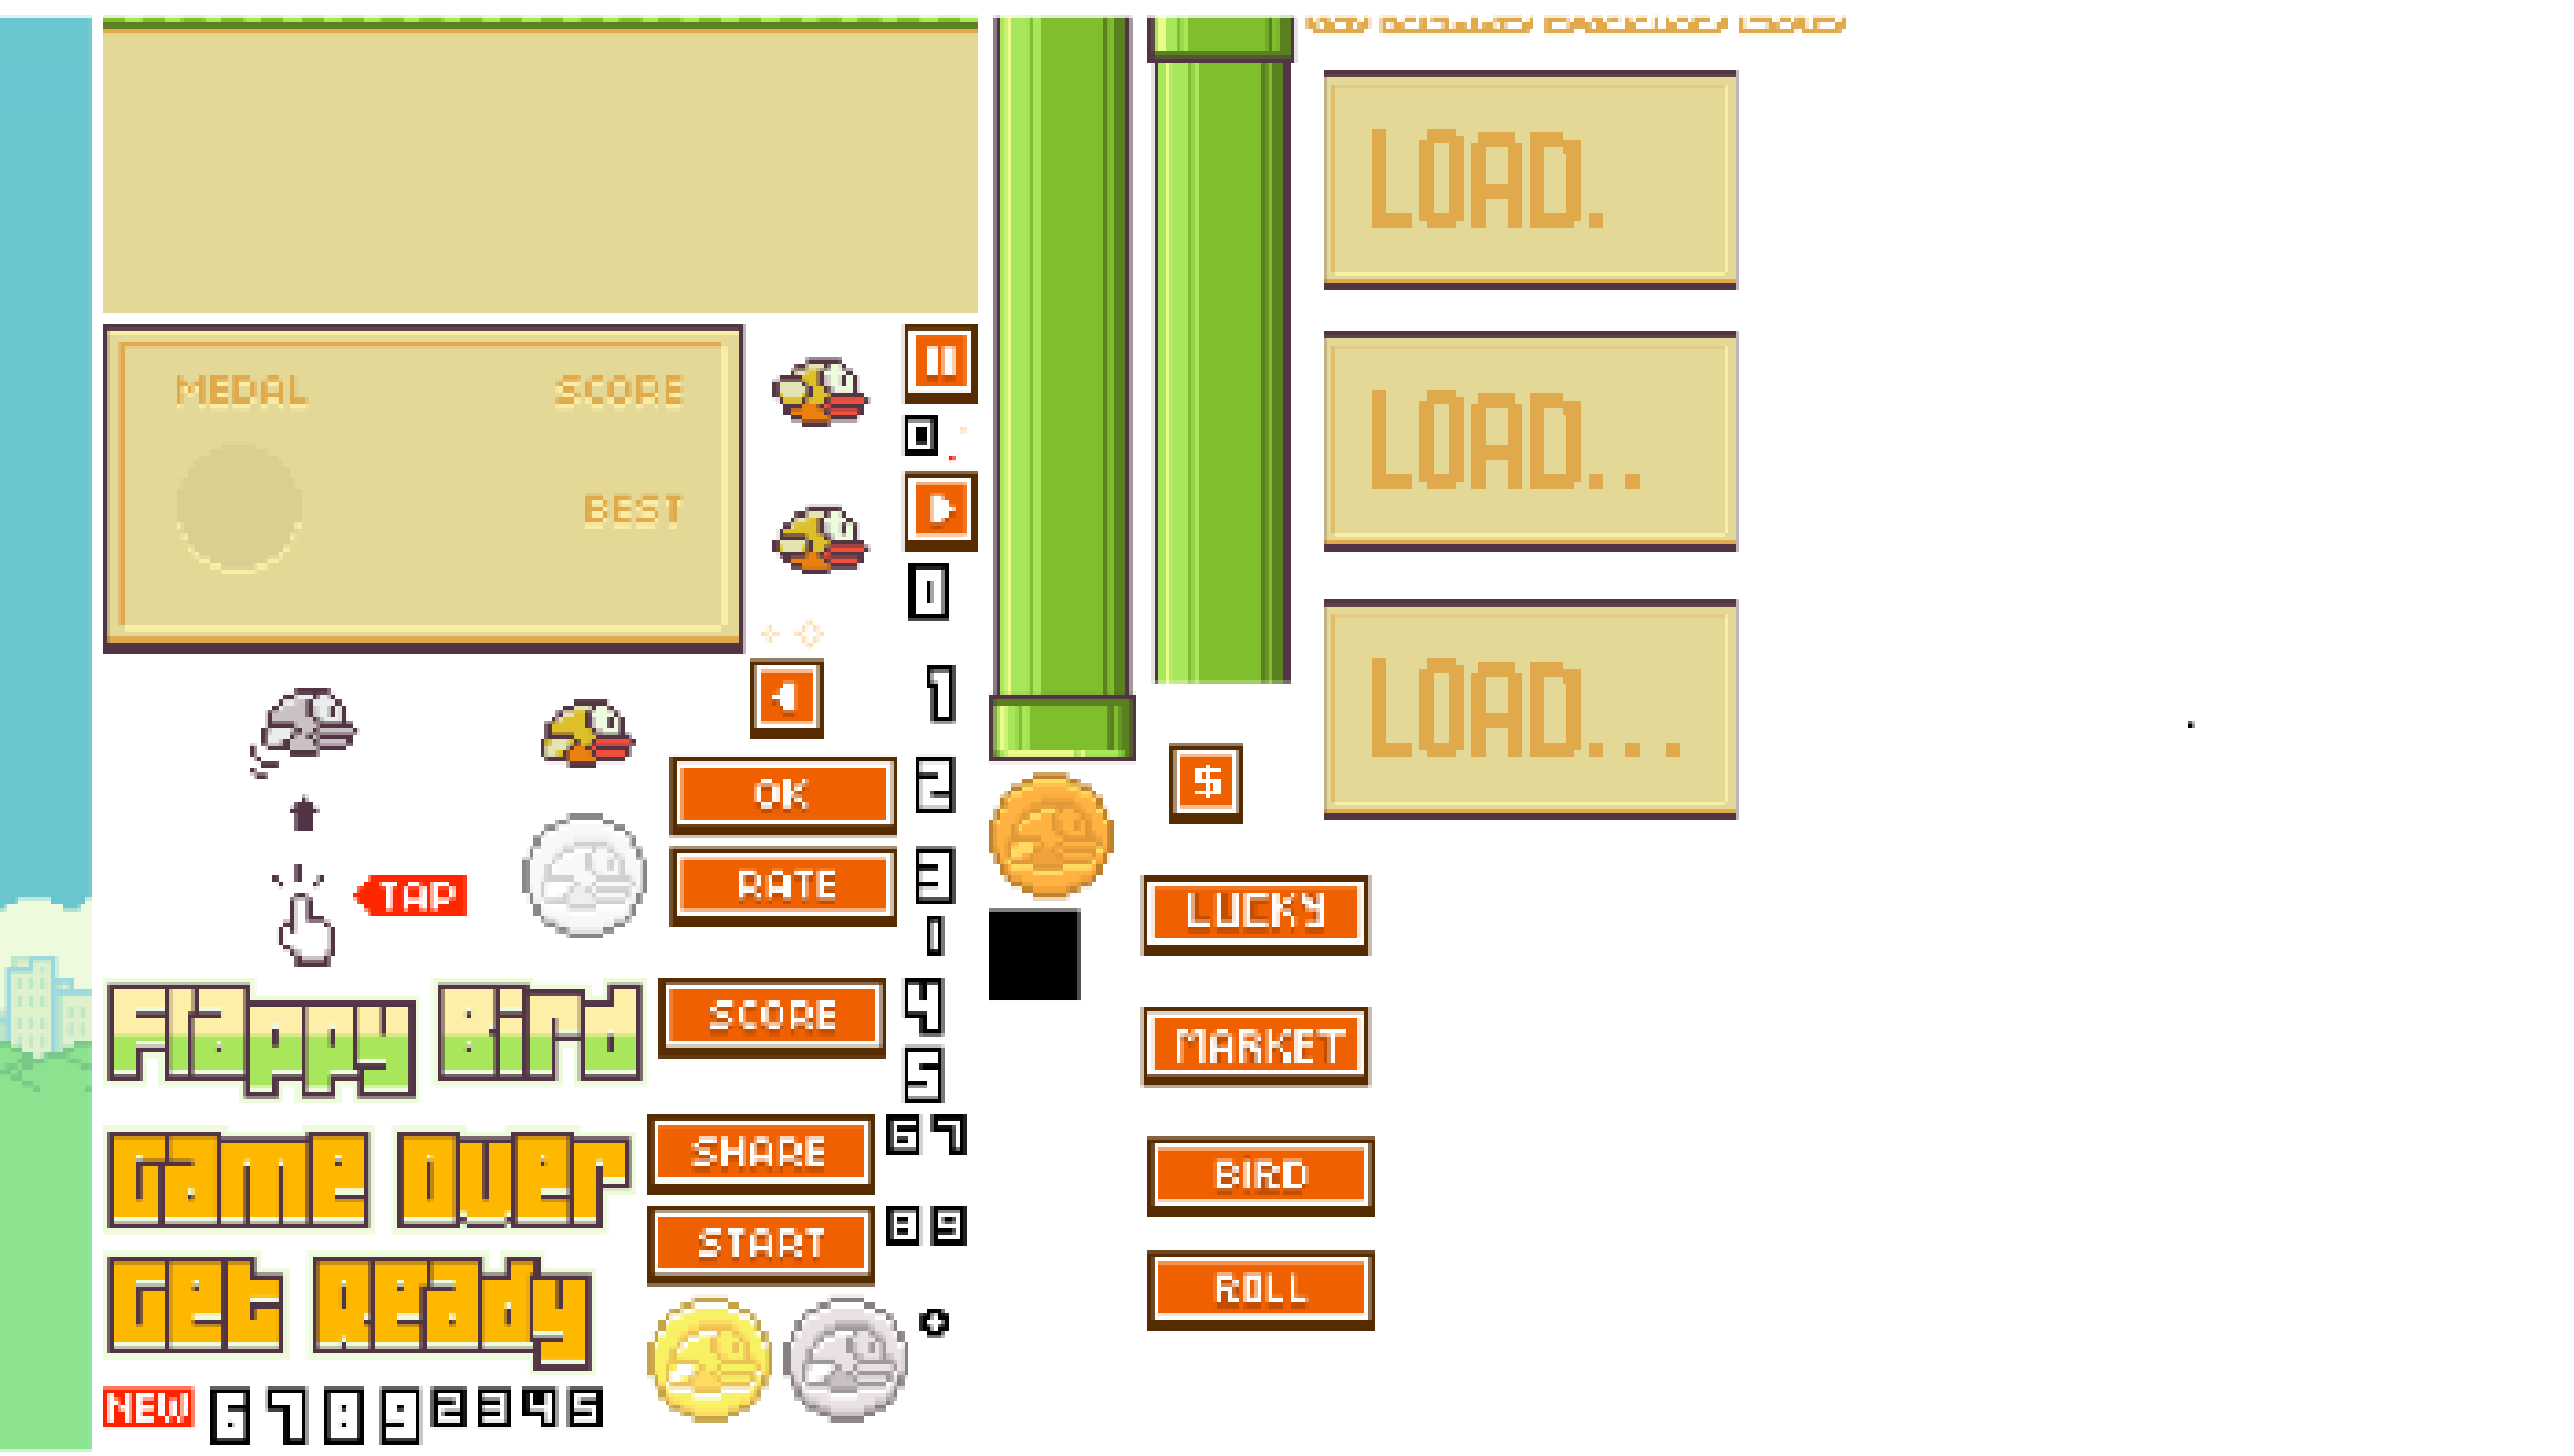 LOAD.
MEDAL SCORE
0
BEST
LOAD..
0
1
LOAD...
OK
2
$
RATE
3
TAP
LUCKY
1
Flappy Bird
SCORE
4
MARKET
5
Game Over
SHARE
6 7
BIRD
START
8 9
Get Ready
ROLL
+
NEW
6 7 8 9 2 3 4 5